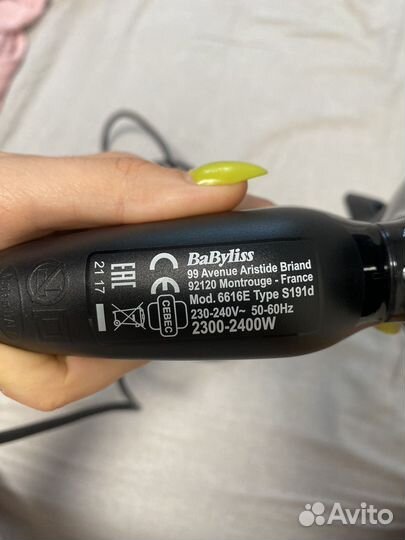 BaByliss
99 Avenue Aristide Briand
92120 Montrouge - France
Mod. 6616E Type S191d
230-240V~ 50-60Hz
2300-2400W
CE
CEBEC
EAC
21 17
Avito